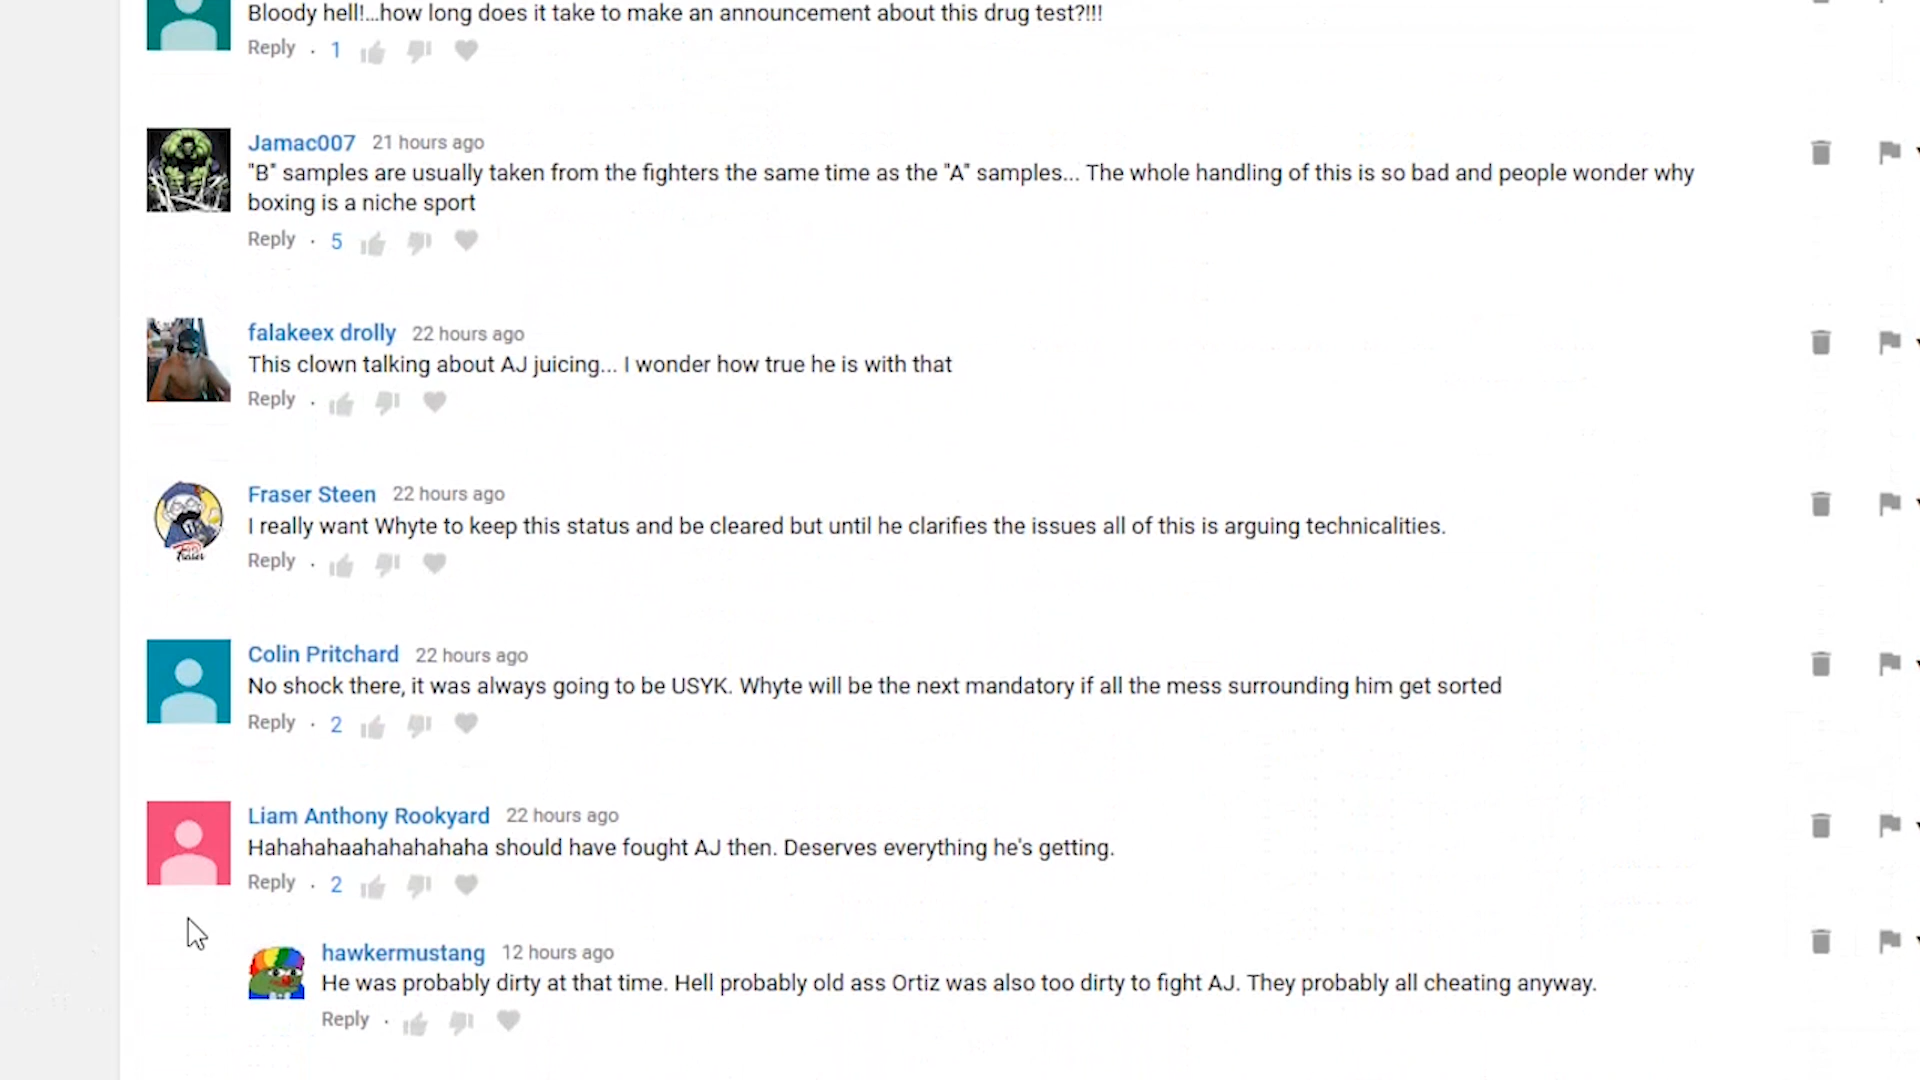 Bloody hell!...how long does it take to make an announcement about this drug test?!!!
Reply · 1
Jamac007 21 hours ago
"B" samples are usually taken from the fighters the same time as the "A" samples... The whole handling of this is so bad and people wonder why
boxing is a niche sport
Reply · 5
falakeex drolly 22 hours ago
This clown talking about AJ juicing... I wonder how true he is with that
Reply ·
Fraser Steen 22 hours ago
I really want Whyte to keep this status and be cleared but until he clarifies the issues all of this is arguing technicalities.
Reply ·
Colin Pritchard 22 hours ago
No shock there, it was always going to be USYK. Whyte will be the next mandatory if all the mess surrounding him get sorted
Reply · 2
Liam Anthony Rookyard 22 hours ago
Hahahahaahahahahaha should have fought AJ then. Deserves everything he's getting.
Reply · 2
hawkermustang 12 hours ago
He was probably dirty at that time. Hell probably old ass Ortiz was also too dirty to fight AJ. They probably all cheating anyway.
Reply ·